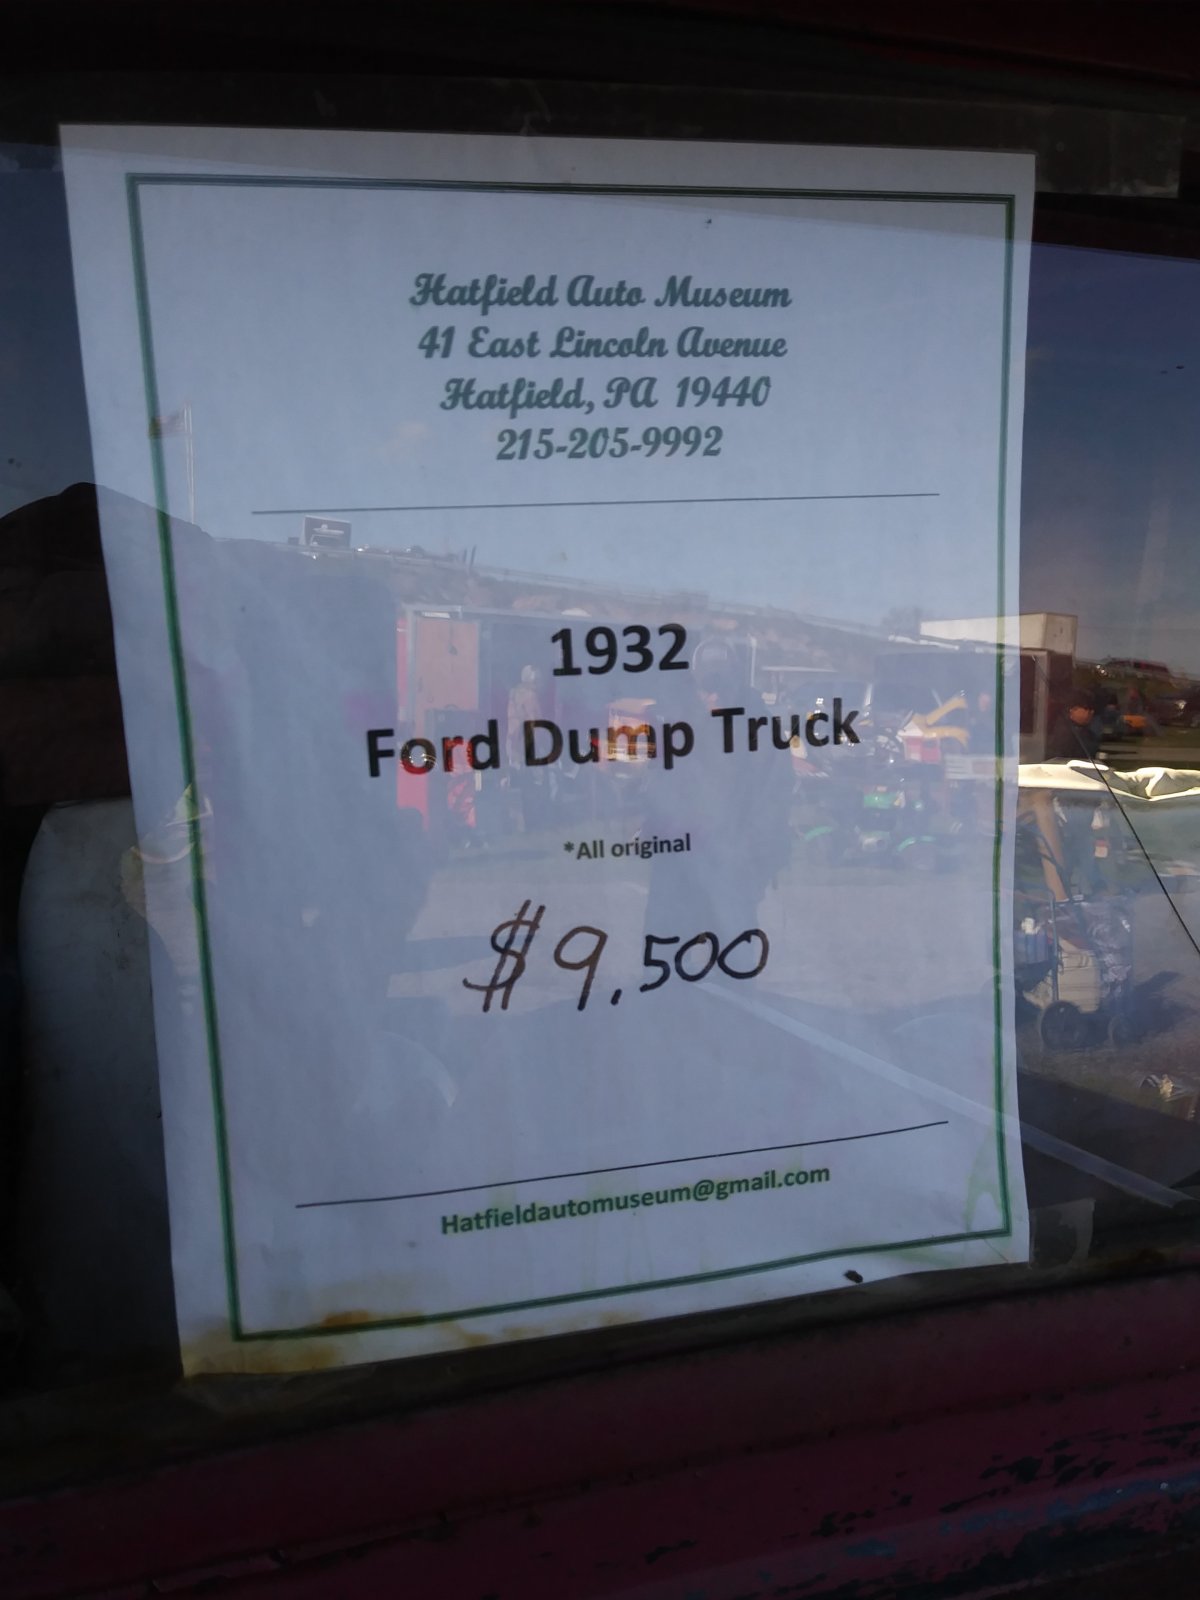 Hatfield Auto Museum
41 East Lincoln Avenue
Hatfield, PA 19440
215-205-9992
1932
Ford Dump Truck
*All original
$9,500
Hatfieldautomuseum@gmail.com